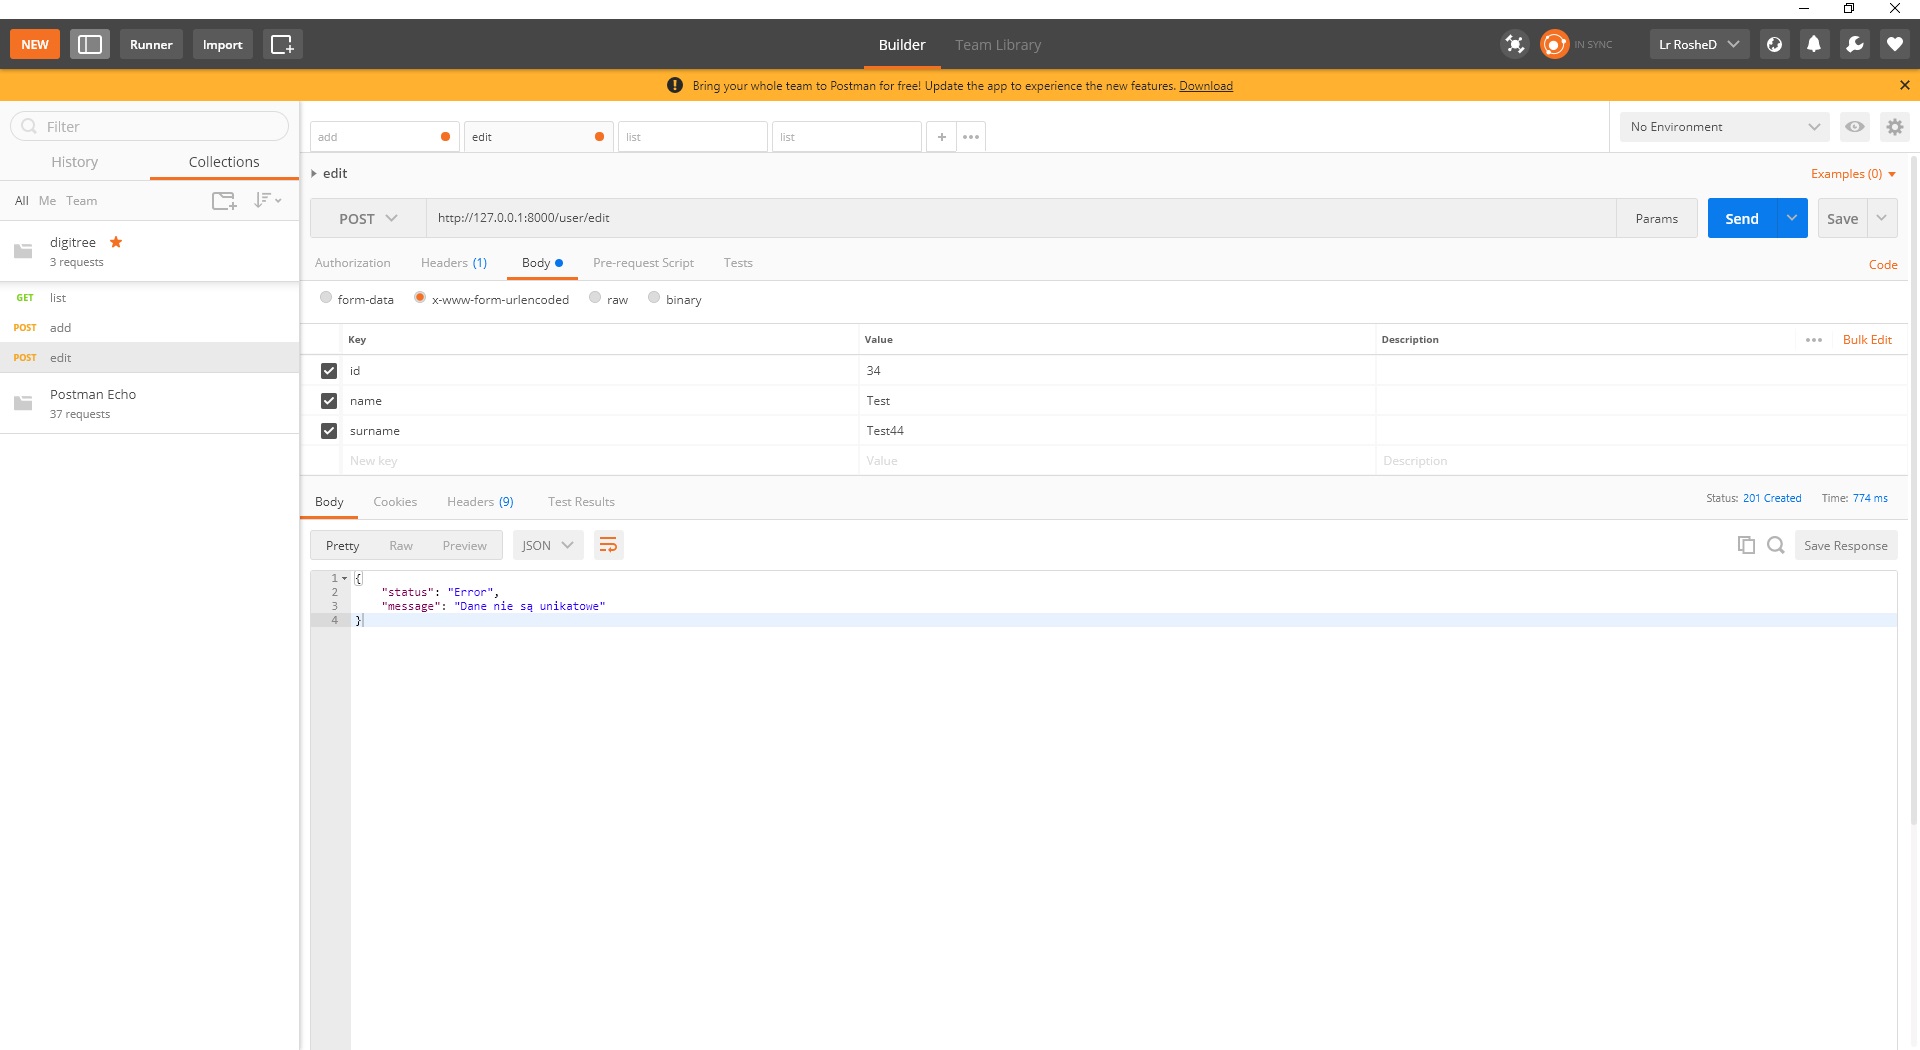 NEW Runner Import Builder Team Library IN SYNC Lr RosheD
Bring your whole team to Postman for free! Update the app to experience the new features. Download
Filter
History Collections
All Me Team
digitree
3 requests
GET list
POST add
POST edit
Postman Echo
37 requests
add edit list list + ••• No Environment
edit Examples (0)
POST http://127.0.0.1:8000/user/edit Params Send Save
Authorization Headers (1) Body Pre-request Script Tests Code
form-data x-www-form-urlencoded raw binary
Key Value Description ••• Bulk Edit
id 34
name Test
surname Test44
New key Value Description
Body Cookies Headers (9) Test Results Status: 201 Created Time: 774 ms
Pretty Raw Preview JSON Save Response
1 {
2 "status": "Error",
3 "message": "Dane nie są unikatowe"
4 }